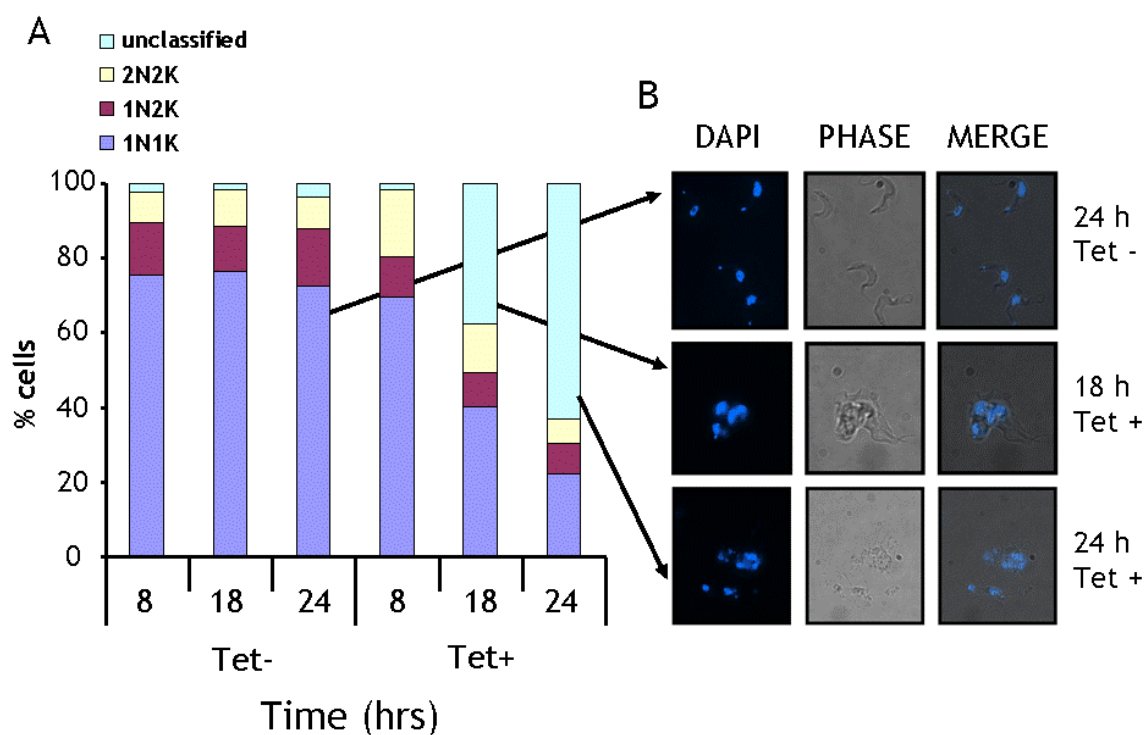 A
unclassified
2N2K
1N2K
1N1K
B
DAPI PHASE MERGE
100
80
60
40
20
0
% cells
8 18 24 8 18 24
Tet- Tet+
Time (hrs)
24 h
Tet -
18 h
Tet +
24 h
Tet +